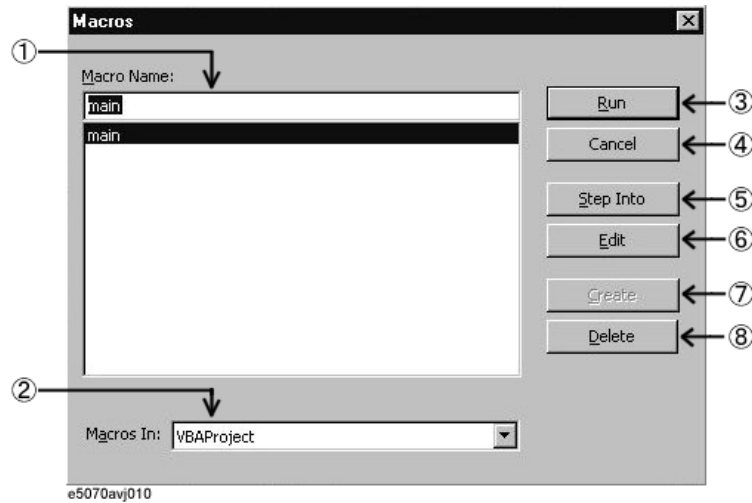 Macros
①
Macro Name:
main
main
Run
③
Cancel
④
Step Into
⑤
Edit
⑥
Create
⑦
Delete
⑧
②
Macros In:
VBAProject
e5070avj010